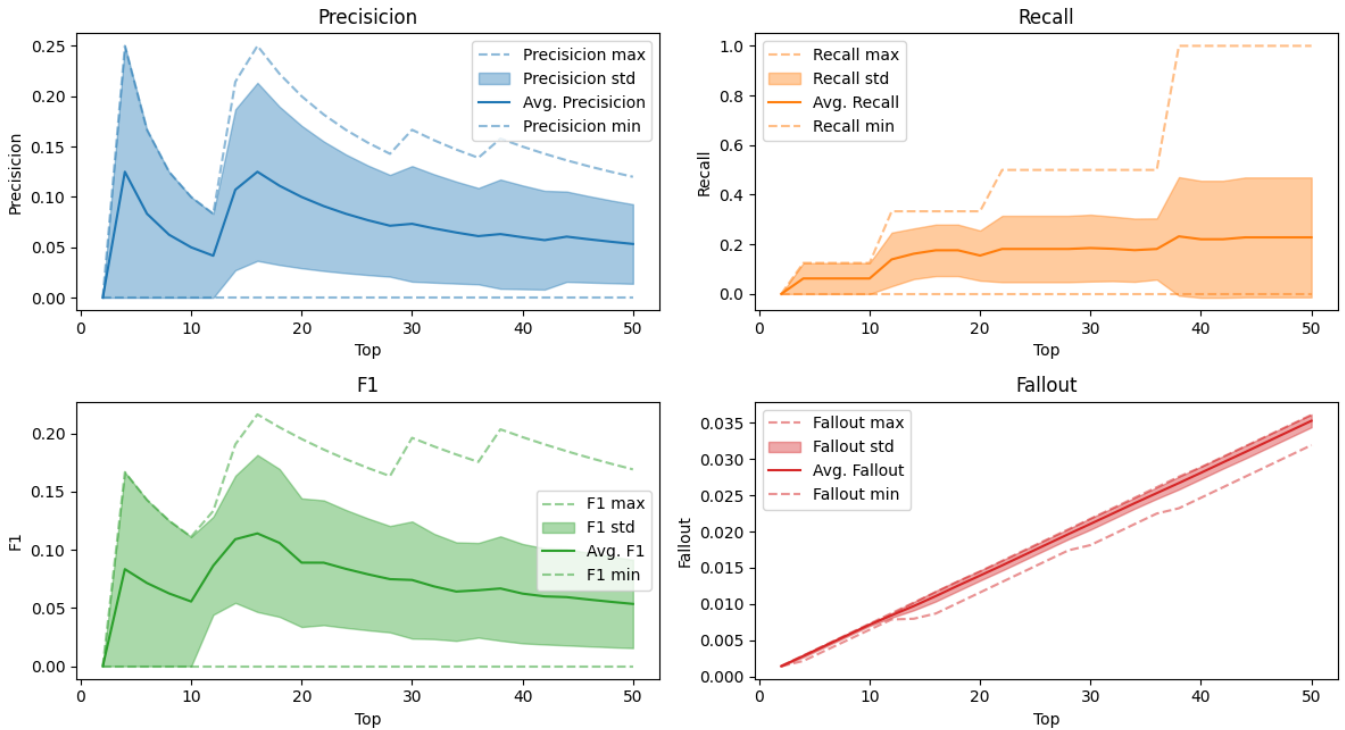 Precisicion
Precisicion
0.25
0.20
0.15
0.10
0.05
0.00
Precisicion max
Precisicion std
Avg. Precisicion
Precisicion min
0 10 20 30 40 50
Top
Recall
Recall
1.0
0.8
0.6
0.4
0.2
0.0
Recall max
Recall std
Avg. Recall
Recall min
0 10 20 30 40 50
Top
F1
F1
0.20
0.15
0.10
0.05
0.00
F1 max
F1 std
Avg. F1
F1 min
0 10 20 30 40 50
Top
Fallout
Fallout
0.035
0.030
0.025
0.020
0.015
0.010
0.005
0.000
Fallout max
Fallout std
Avg. Fallout
Fallout min
0 10 20 30 40 50
Top